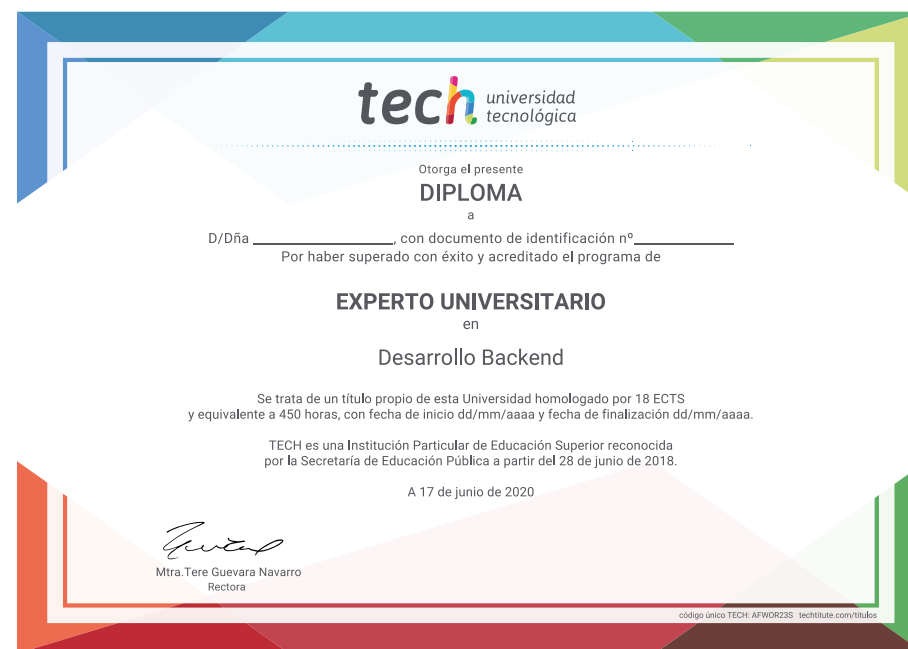 tech universidad
tecnológica
Otorga el presente
DIPLOMA
a
D/Dña ____________________, con documento de identificación nº______________
Por haber superado con éxito y acreditado el programa de
EXPERTO UNIVERSITARIO
en
Desarrollo Backend
Se trata de un título propio de esta Universidad homologado por 18 ECTS
y equivalente a 450 horas, con fecha de inicio dd/mm/aaaa y fecha de finalización dd/mm/aaaa.
TECH es una Institución Particular de Educación Superior reconocida
por la Secretaría de Educación Pública a partir del 28 de junio de 2018.
A 17 de junio de 2020
Mtra.Tere Guevara Navarro
Rectora
código único TECH: AFWOR23S techtitute.com/titulos